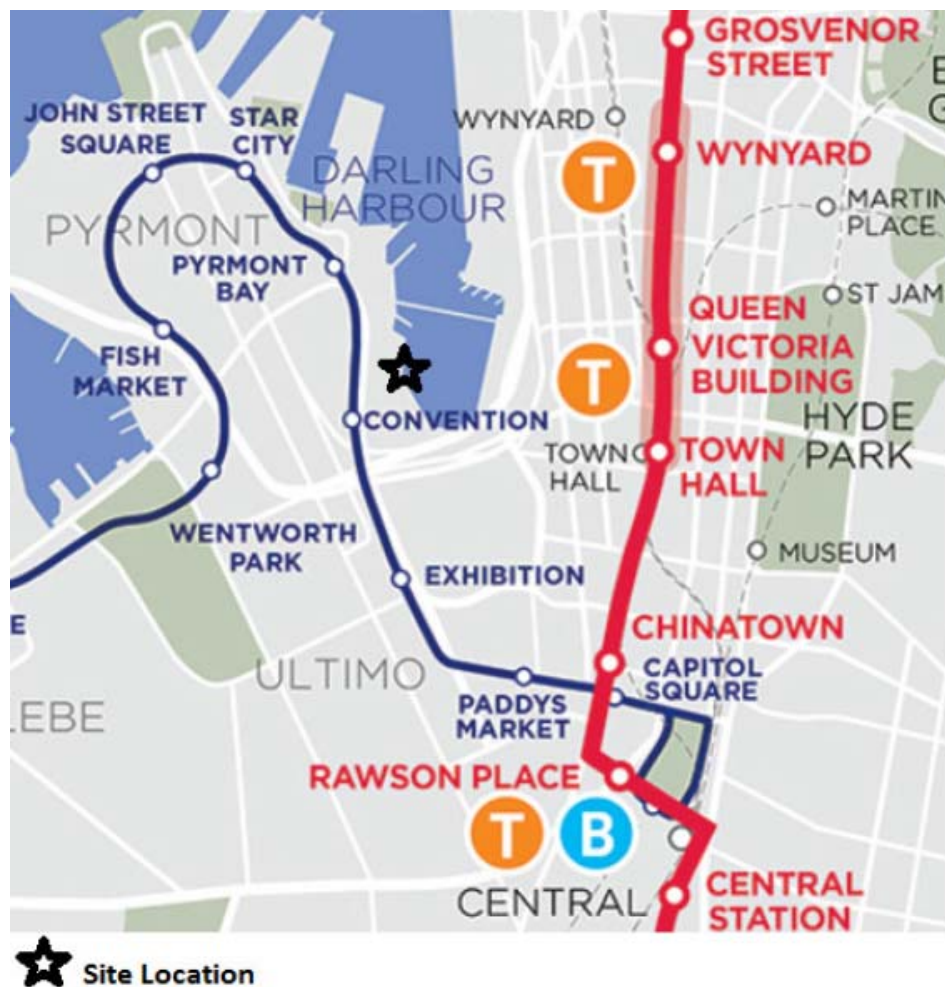 GROSVENOR
STREET
E
G
JOHN STREET
SQUARE
STAR
CITY
WYNYARD
T
WYNYARD
DARLING
HARBOUR
MARTIN
PLACE
PYRMONT
PYRMONT
BAY
ST JAM
QUEEN
VICTORIA
BUILDING
FISH
MARKET
T
CONVENTION
HYDE
PARK
TOWN
HALL
TOWN
HALL
WENTWORTH
PARK
MUSEUM
EXHIBITION
E
CHINATOWN
ULTIMO
CAPITOL
SQUARE
PADDYS
MARKET
LEBE
RAWSON PLACE
T
B
CENTRAL
CENTRAL
STATION
Site Location